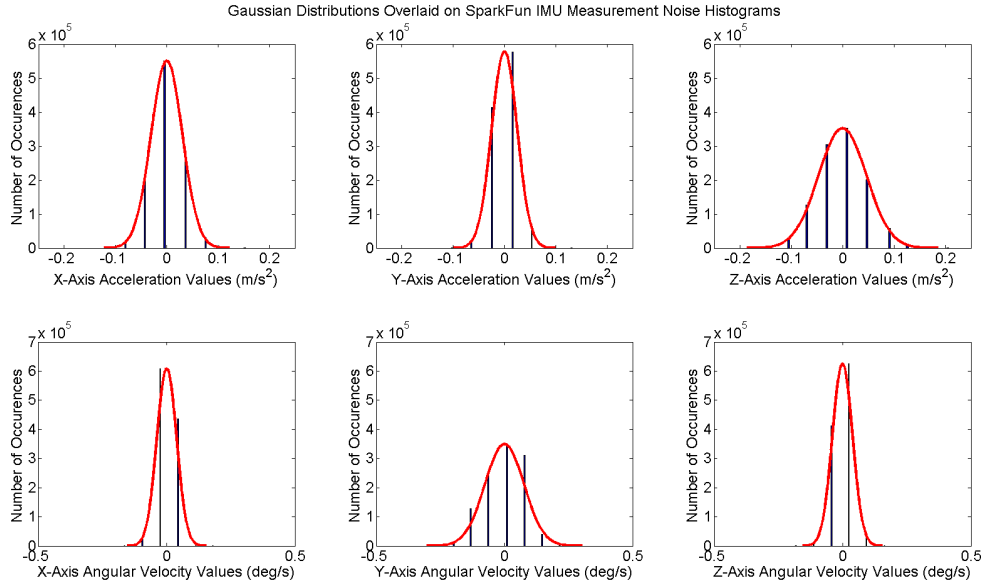 Gaussian Distributions Overlaid on SparkFun IMU Measurement Noise Histograms
6 x 10^5
5
4
3
2
1
0
Number of Occurences
-0.2 -0.1 0 0.1 0.2
X-Axis Acceleration Values (m/s^2)
6 x 10^5
5
4
3
2
1
0
Number of Occurences
-0.2 -0.1 0 0.1 0.2
Y-Axis Acceleration Values (m/s^2)
6 x 10^5
5
4
3
2
1
0
Number of Occurences
-0.2 -0.1 0 0.1 0.2
Z-Axis Acceleration Values (m/s^2)
7 x 10^5
6
5
4
3
2
1
0
Number of Occurences
-0.5 0 0.5
X-Axis Angular Velocity Values (deg/s)
7 x 10^5
6
5
4
3
2
1
0
Number of Occurences
-0.5 0 0.5
Y-Axis Angular Velocity Values (deg/s)
7 x 10^5
6
5
4
3
2
1
0
Number of Occurences
-0.5 0 0.5
Z-Axis Angular Velocity Values (deg/s)